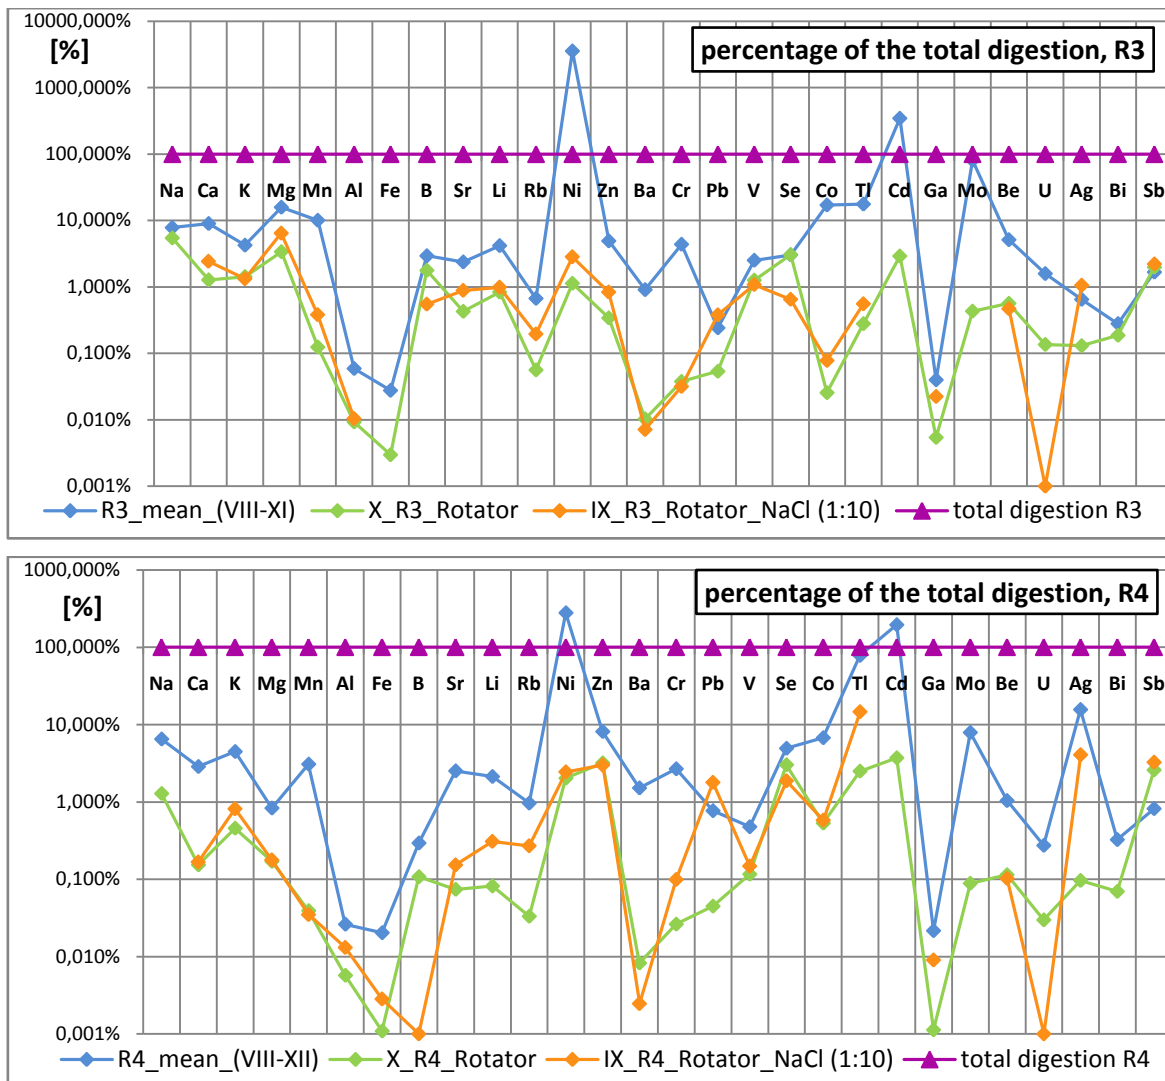 10000,000%
[%]
percentage of the total digestion, R3
1000,000%
100,000%
Na Ca K Mg Mn Al Fe B Sr Li Rb Ni Zn Ba Cr Pb V Se Co Tl Cd Ga Mo Be U Ag Bi Sb
10,000%
1,000%
0,100%
0,010%
0,001%
R3_mean_(VIII-XI) X_R3_Rotator IX_R3_Rotator_NaCl (1:10) total digestion R3
1000,000%
[%]
percentage of the total digestion, R4
100,000%
Na Ca K Mg Mn Al Fe B Sr Li Rb Ni Zn Ba Cr Pb V Se Co Tl Cd Ga Mo Be U Ag Bi Sb
10,000%
1,000%
0,100%
0,010%
0,001%
R4_mean_(VIII-XII) X_R4_Rotator IX_R4_Rotator_NaCl (1:10) total digestion R4